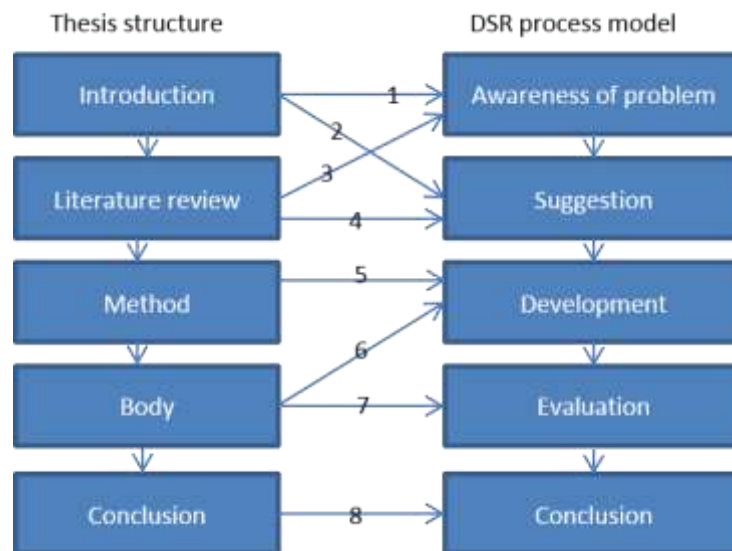 Thesis structure
DSR process model
Introduction
1
Awareness of problem
2
3
Literature review
4
Suggestion
Method
5
Development
6
Body
7
Evaluation
Conclusion
8
Conclusion